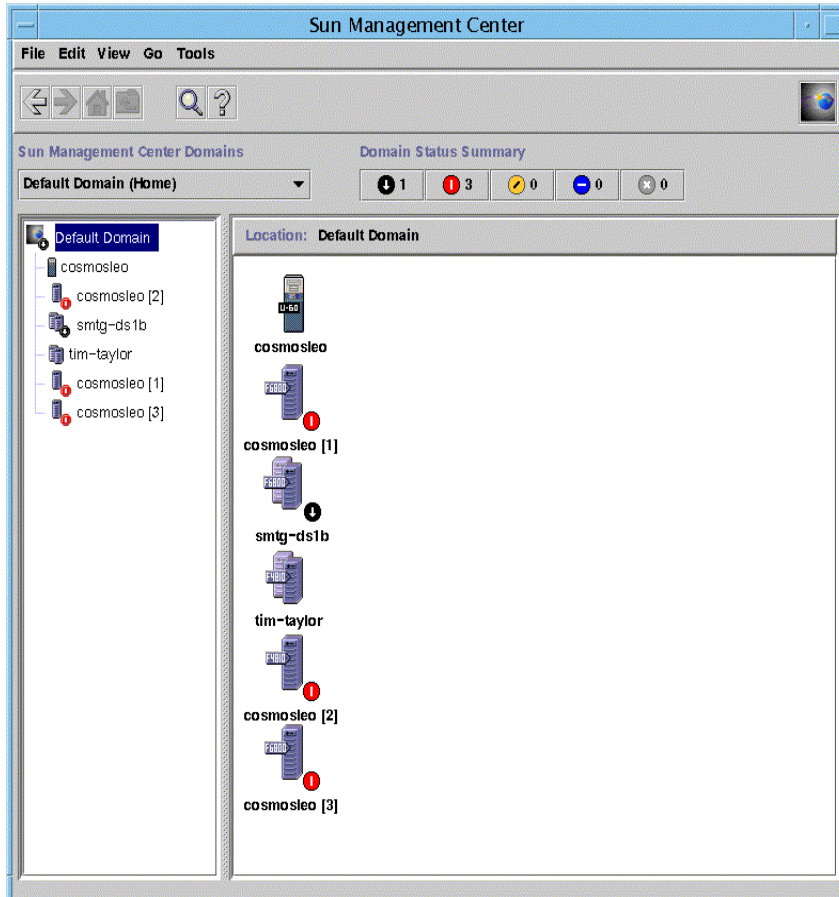 Sun Management Center
File Edit View Go Tools
Sun Management Center Domains
Domain Status Summary
Default Domain (Home)
1 3 0 0 0
Default Domain
cosmosleo
cosmosleo [2]
smtg-ds1b
tim-taylor
cosmosleo [1]
cosmosleo [3]
Location: Default Domain
U-60
cosmosleo
F6800
cosmosleo [1]
F6800
smtg-ds1b
F4810
tim-taylor
F4810
cosmosleo [2]
F6800
cosmosleo [3]